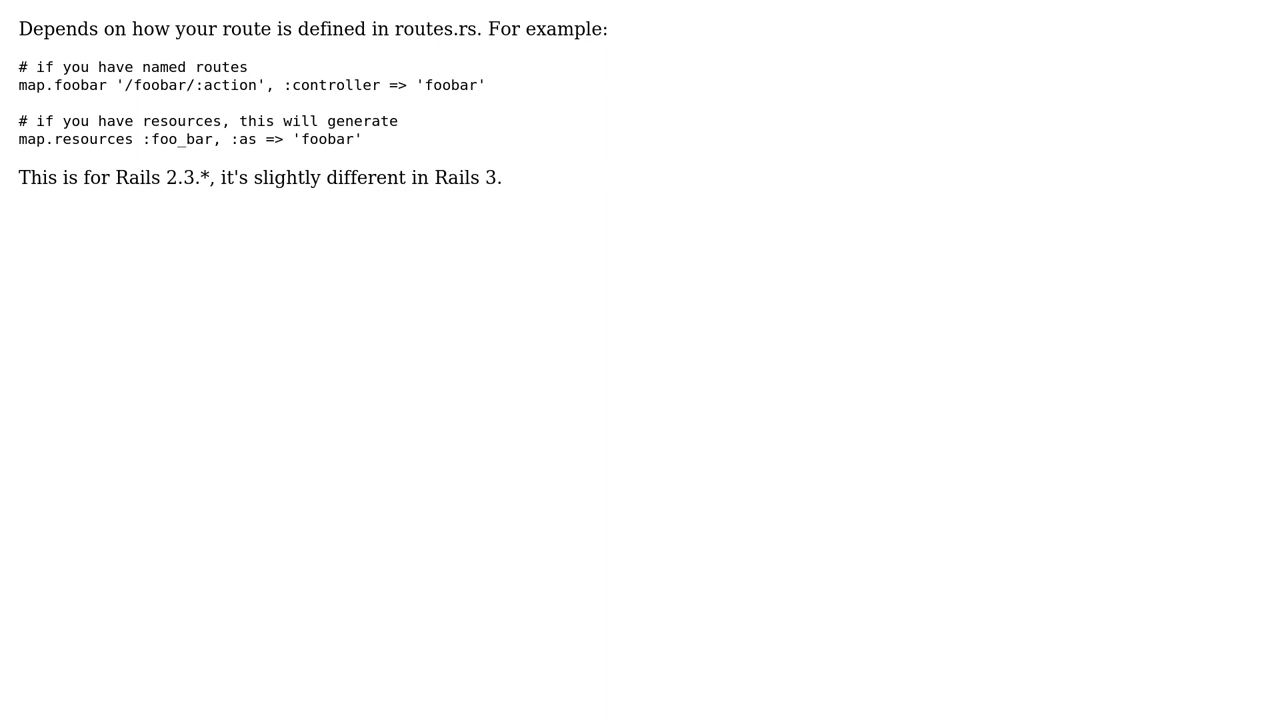 Depends on how your route is defined in routes.rs. For example:
# if you have named routes
map.foobar '/foobar/:action', :controller => 'foobar'
# if you have resources, this will generate
map.resources :foo_bar, :as => 'foobar'
This is for Rails 2.3.*, it's slightly different in Rails 3.